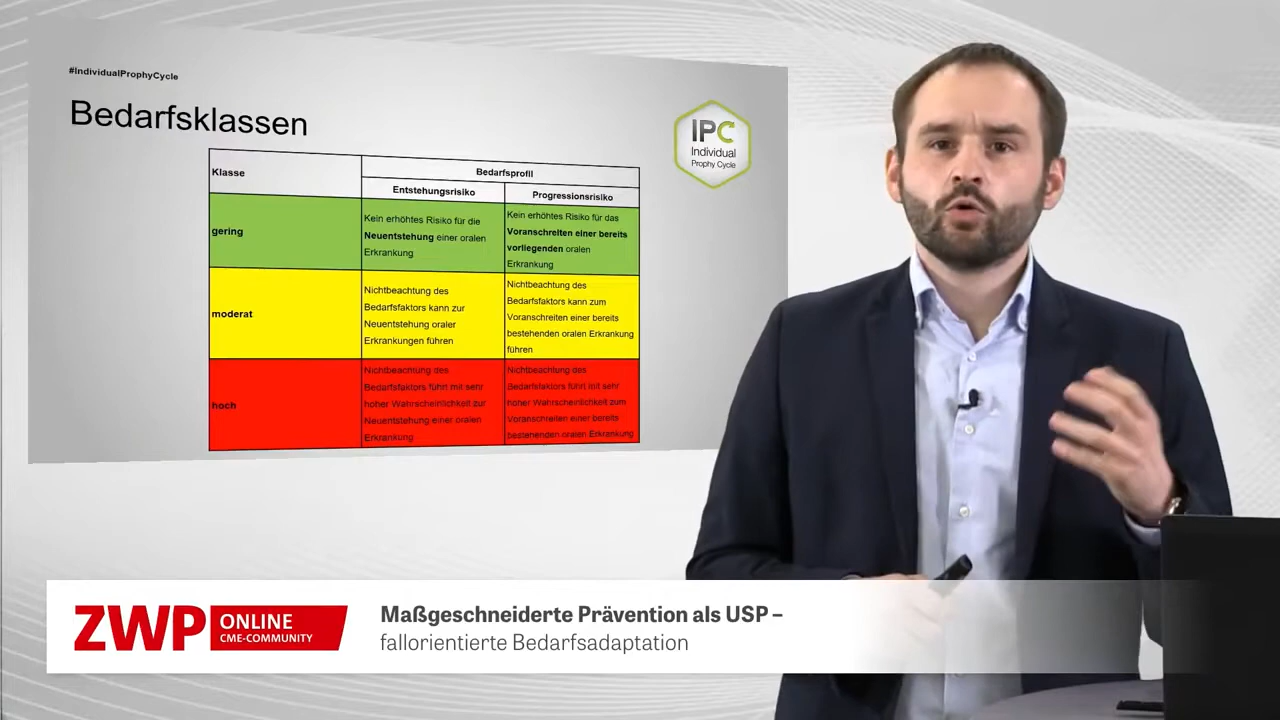 #IndividualProphyCycle
Bedarfsklassen
IPC
Individual
Prophy Cycle
Klasse
Bedarfsprofil
Entstehungsrisiko
Progressionsrisiko
gering
Kein erhöhtes Risiko für die
Neuentstehung einer oralen
Erkrankung
Kein erhöhtes Risiko für das
Voranschreiten einer bereits
vorliegenden oralen
Erkrankung
moderat
Nichtbeachtung des
Bedarfsfaktors kann zur
Neuentstehung oraler
Erkrankungen führen
Nichtbeachtung des
Bedarfsfaktors kann zum
Voranschreiten einer bereits
bestehenden oralen Erkrankung
führen
hoch
Nichtbeachtung des
Bedarfsfaktors führt mit sehr
hoher Wahrscheinlichkeit zur
Neuentstehung einer oralen
Erkrankung
Nichtbeachtung des
Bedarfsfaktors führt mit sehr
hoher Wahrscheinlichkeit zum
Voranschreiten einer bereits
bestehenden oralen Erkrankung
ZWP ONLINE
CME-COMMUNITY
Maßgeschneiderte Prävention als USP –
fallorientierte Bedarfsadaptation